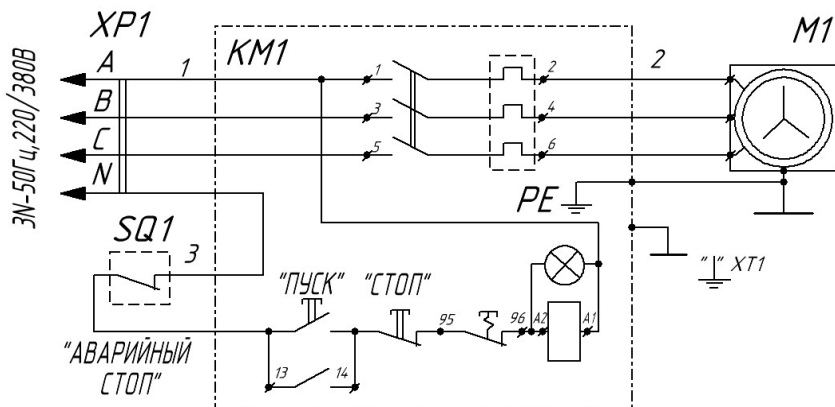 XP1
KM1
M1
A
1
1
2
2
B
3
4
C
5
6
N
3N~50Гц,220/380В
PE
SQ1
3
"ПУСК"
"СТОП"
95
96
A2
A1
"⏚" XT1
"АВАРИЙНЫЙ
СТОП"
13
14